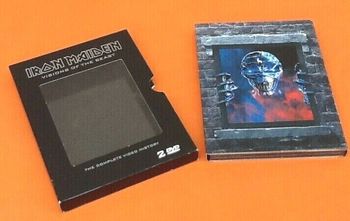 IRON MAIDEN
VISIONS OF THE BEAST
THE COMPLETE VIDEO HISTORY
2 DVD